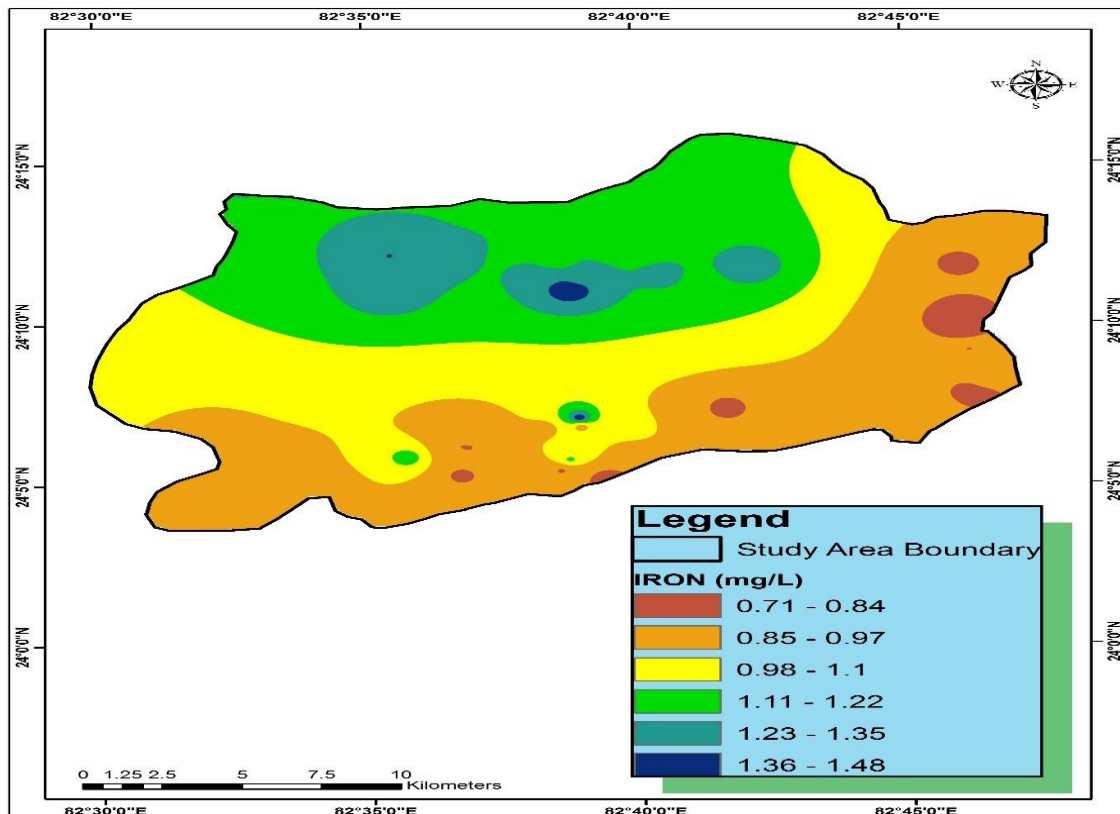 82°30'0"E 82°35'0"E 82°40'0"E 82°45'0"E
N
W E
S
24°15'0"N 24°15'0"N
24°10'0"N 24°10'0"N
24°5'0"N 24°5'0"N
24°0'0"N 24°0'0"N
Legend
Study Area Boundary
IRON (mg/L)
0.71 - 0.84
0.85 - 0.97
0.98 - 1.1
1.11 - 1.22
1.23 - 1.35
1.36 - 1.48
0 1.25 2.5 5 7.5 10
Kilometers
82°30'0"E 82°35'0"E 82°40'0"E 82°45'0"E